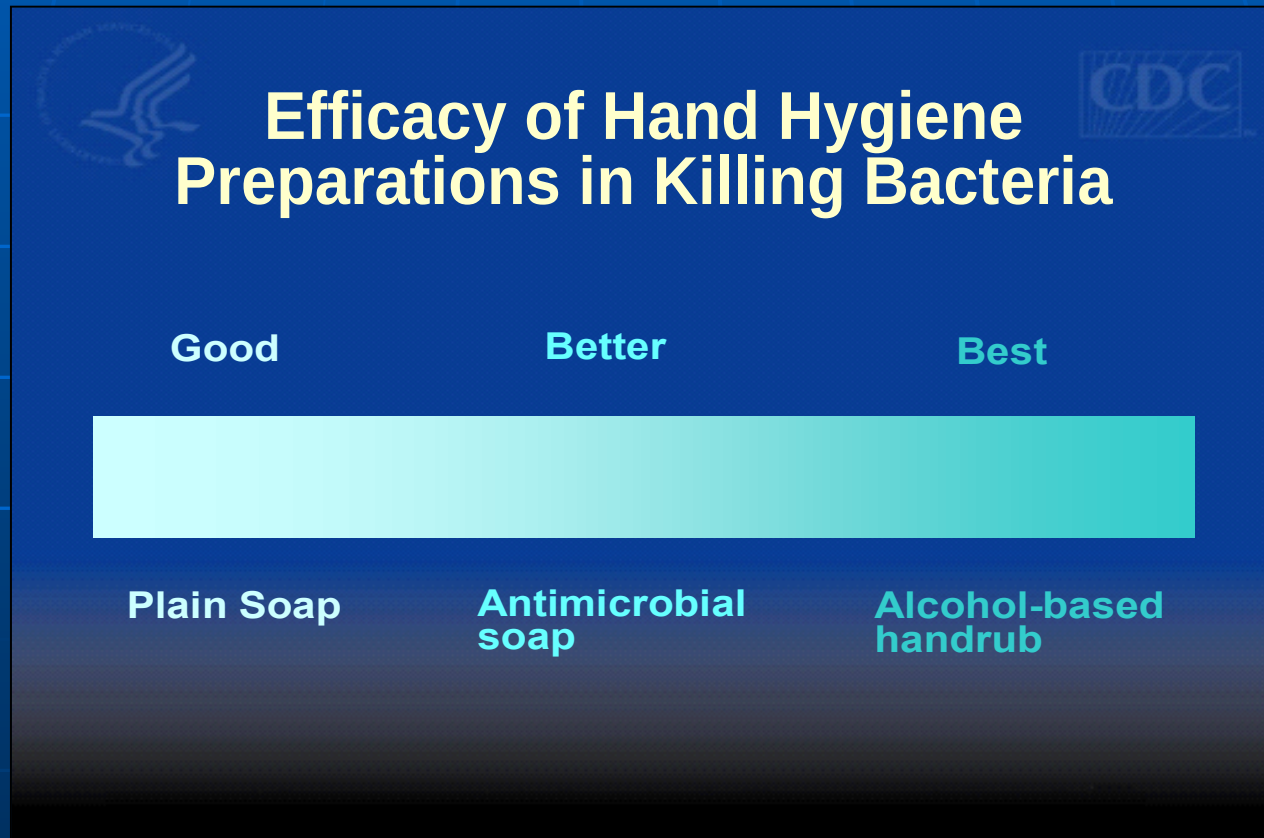 CDC
Efficacy of Hand Hygiene
Preparations in Killing Bacteria
Good
Better
Best
Plain Soap
Antimicrobial
soap
Alcohol-based
handrub